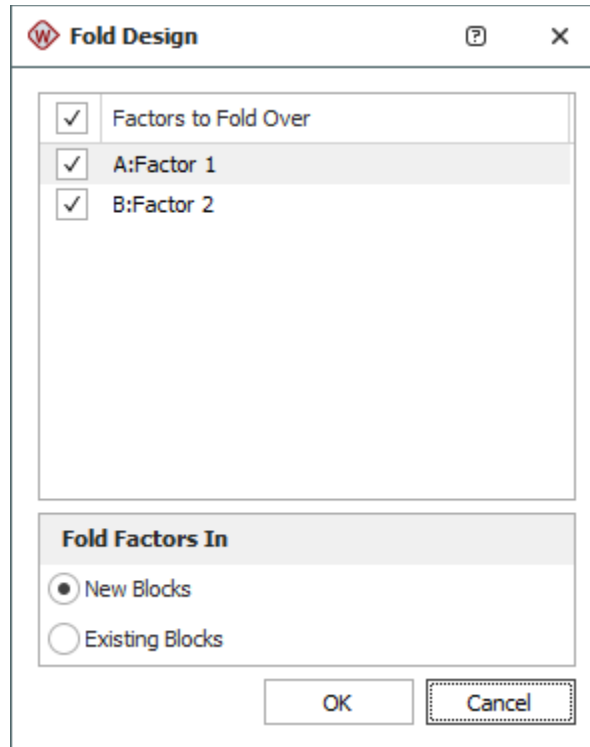 W Fold Design ?
Factors to Fold Over
A:Factor 1
B:Factor 2
Fold Factors In
New Blocks
Existing Blocks
OK Cancel